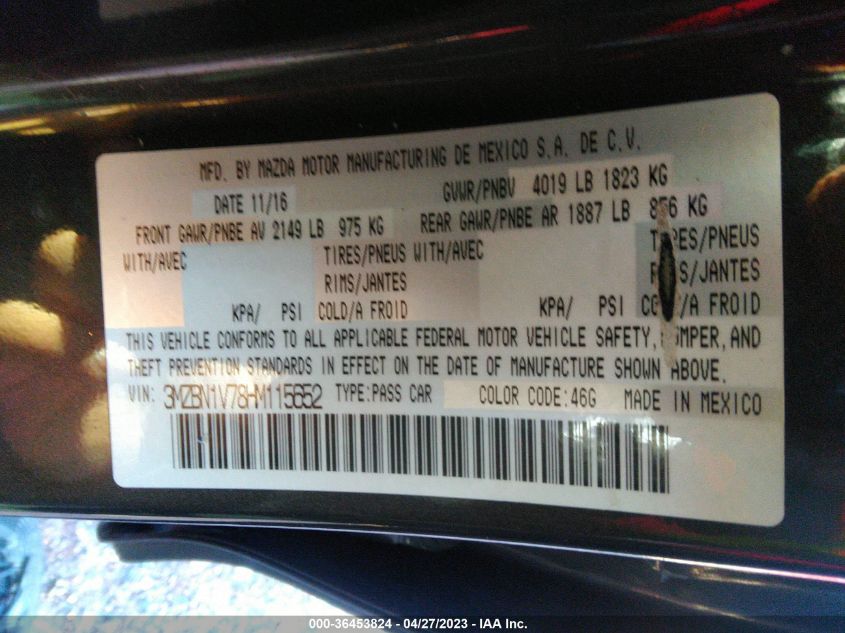 MFD. BY MAZDA MOTOR MANUFACTURING DE MEXICO S.A. DE C.V.
DATE 11/16 GVWR/PNBV 4019 LB 1823 KG
FRONT GAWR/PNBE AV 2149 LB 975 KG REAR GAWR/PNBE AR 1887 LB 856 KG
WITH/AVEC TIRES/PNEUS WITH/AVEC TIRES/PNEUS
RIMS/JANTES RIMS/JANTES
KPA/ PSI COLD/A FROID KPA/ PSI COLD/A FROID
THIS VEHICLE CONFORMS TO ALL APPLICABLE FEDERAL MOTOR VEHICLE SAFETY, BUMPER, AND
THEFT PREVENTION STANDARDS IN EFFECT ON THE DATE OF MANUFACTURE SHOWN ABOVE.
VIN: 3MZBN1V78HM115652 TYPE:PASS CAR COLOR CODE:46G MADE IN MEXICO
000-36453824 - 04/27/2023 - IAA Inc.